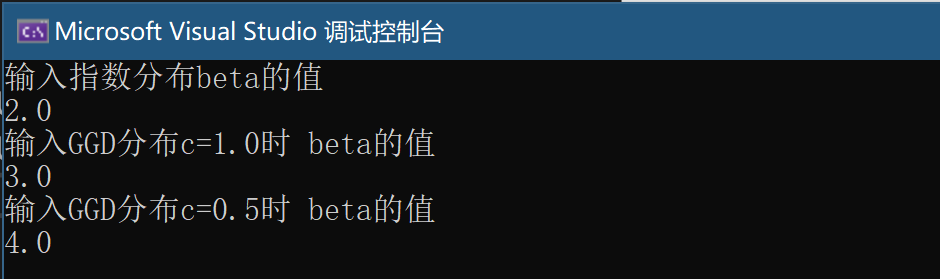 Microsoft Visual Studio 调试控制台
输入指数分布beta的值
2.0
输入GGD分布c=1.0时 beta的值
3.0
输入GGD分布c=0.5时 beta的值
4.0